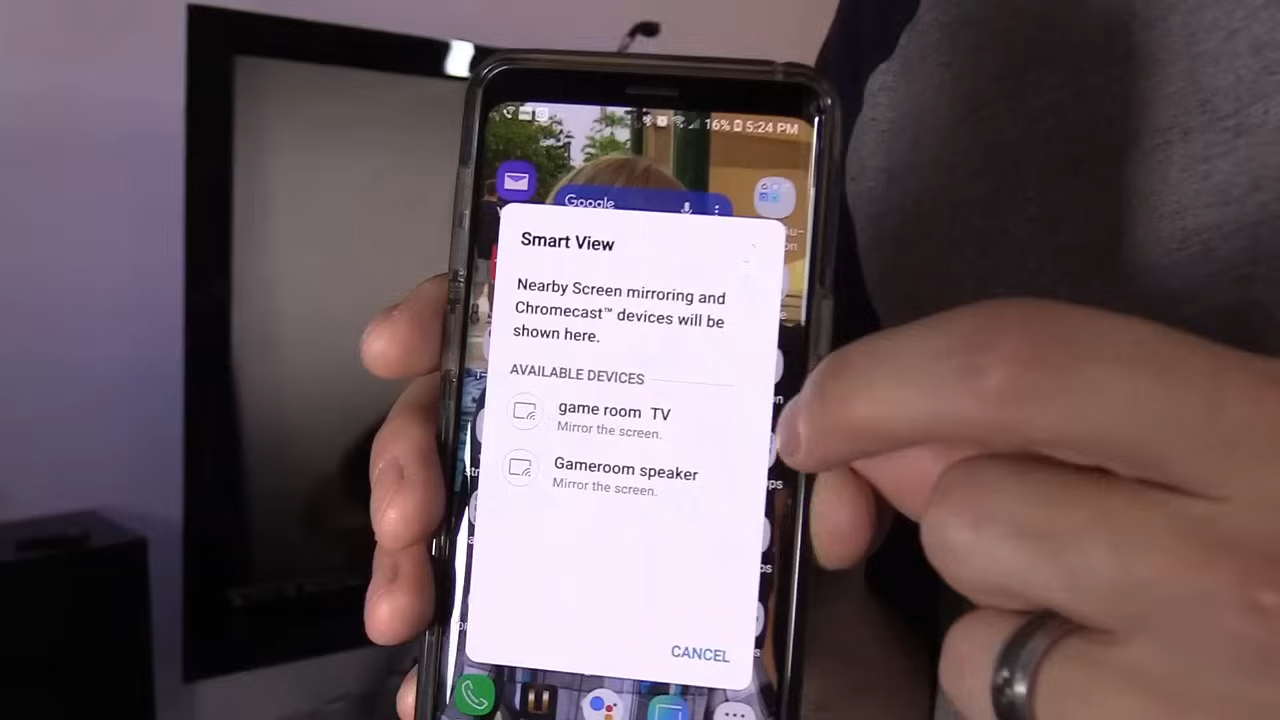 16% 5:24 PM
Google
Smart View
Nearby Screen mirroring and
Chromecast™ devices will be
shown here.
AVAILABLE DEVICES
game room TV
Mirror the screen.
Gameroom speaker
Mirror the screen.
CANCEL